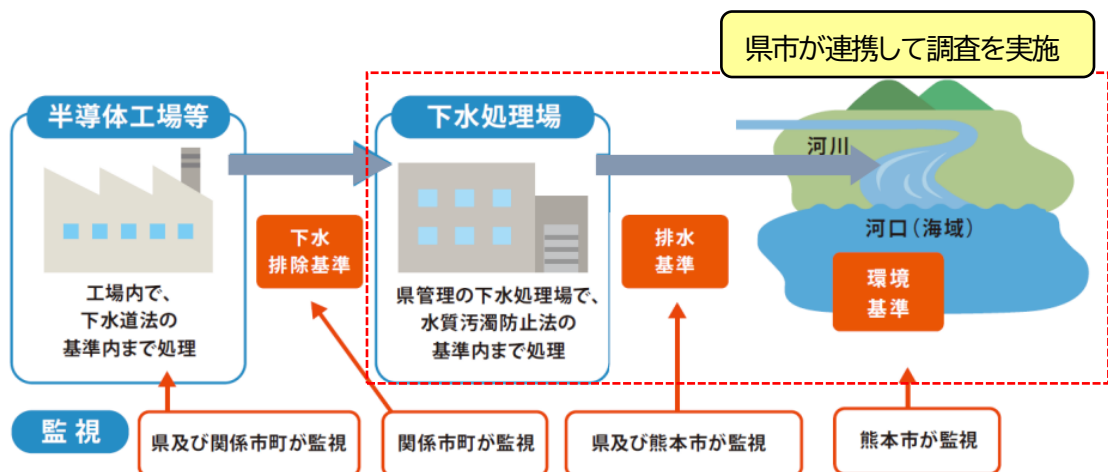 県市が連携して調査を実施
半導体工場等
工場内で、
下水道法の
基準内まで処理
下水
排除基準
下水処理場
県管理の下水処理場で、
水質汚濁防止法の
基準内まで処理
排水
基準
河川
河口(海域)
環境
基準
監視
県及び関係市町が監視
関係市町が監視
県及び熊本市が監視
熊本市が監視